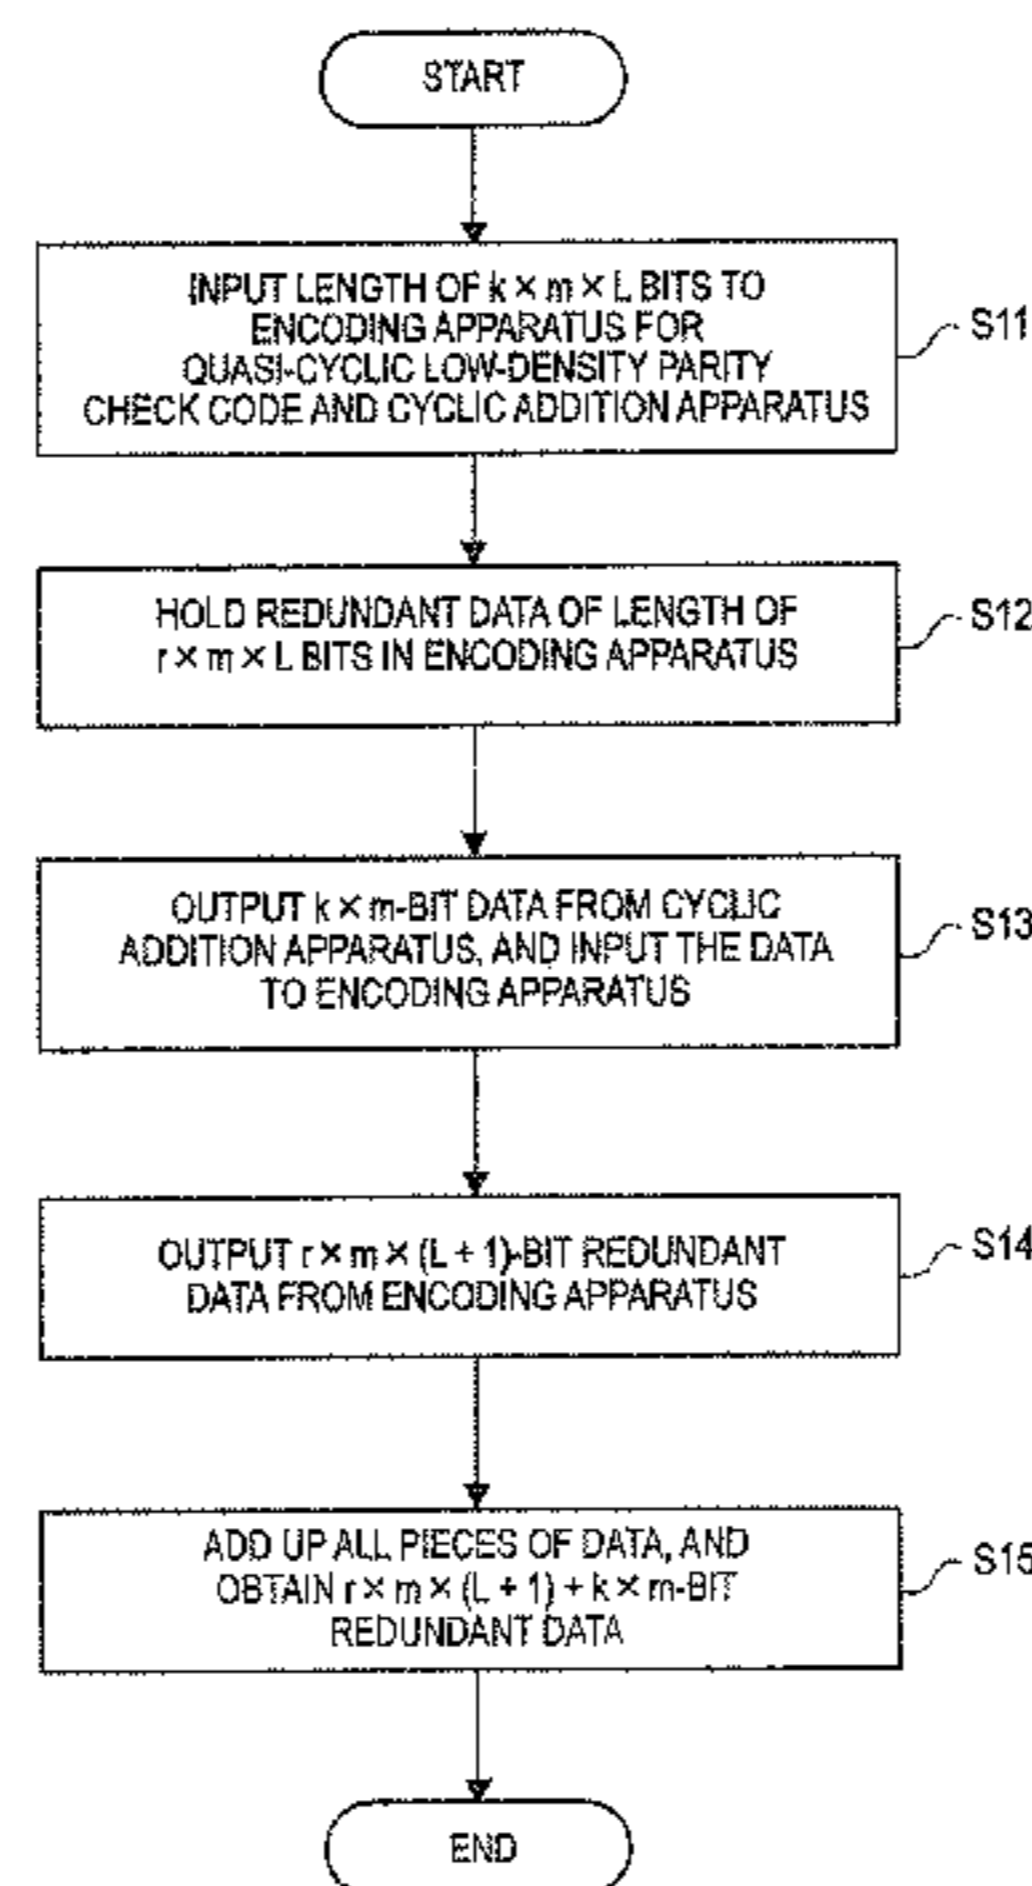 START
INPUT LENGTH OF k × m × L BITS TO
ENCODING APPARATUS FOR
QUASI-CYCLIC LOW-DENSITY PARITY
CHECK CODE AND CYCLIC ADDITION APPARATUS
S11
HOLD REDUNDANT DATA OF LENGTH OF
r × m × L BITS IN ENCODING APPARATUS
S12
OUTPUT k × m-BIT DATA FROM CYCLIC
ADDITION APPARATUS, AND INPUT THE DATA
TO ENCODING APPARATUS
S13
OUTPUT r × m × (L + 1)-BIT REDUNDANT
DATA FROM ENCODING APPARATUS
S14
ADD UP ALL PIECES OF DATA, AND
OBTAIN r × m × (L + 1) + k × m-BIT
REDUNDANT DATA
S15
END